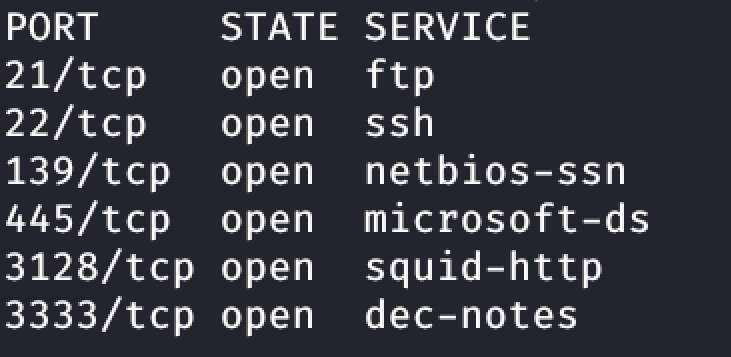 PORT STATE SERVICE
21/tcp open ftp
22/tcp open ssh
139/tcp open netbios-ssn
445/tcp open microsoft-ds
3128/tcp open squid-http
3333/tcp open dec-notes